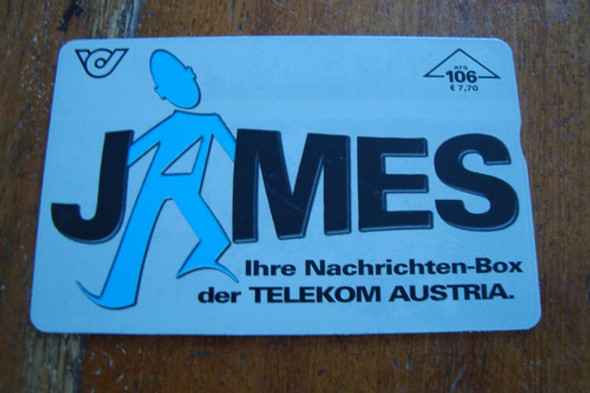 ATS
106
€ 7,70
JAMES
Ihre Nachrichten-Box
der TELEKOM AUSTRIA.